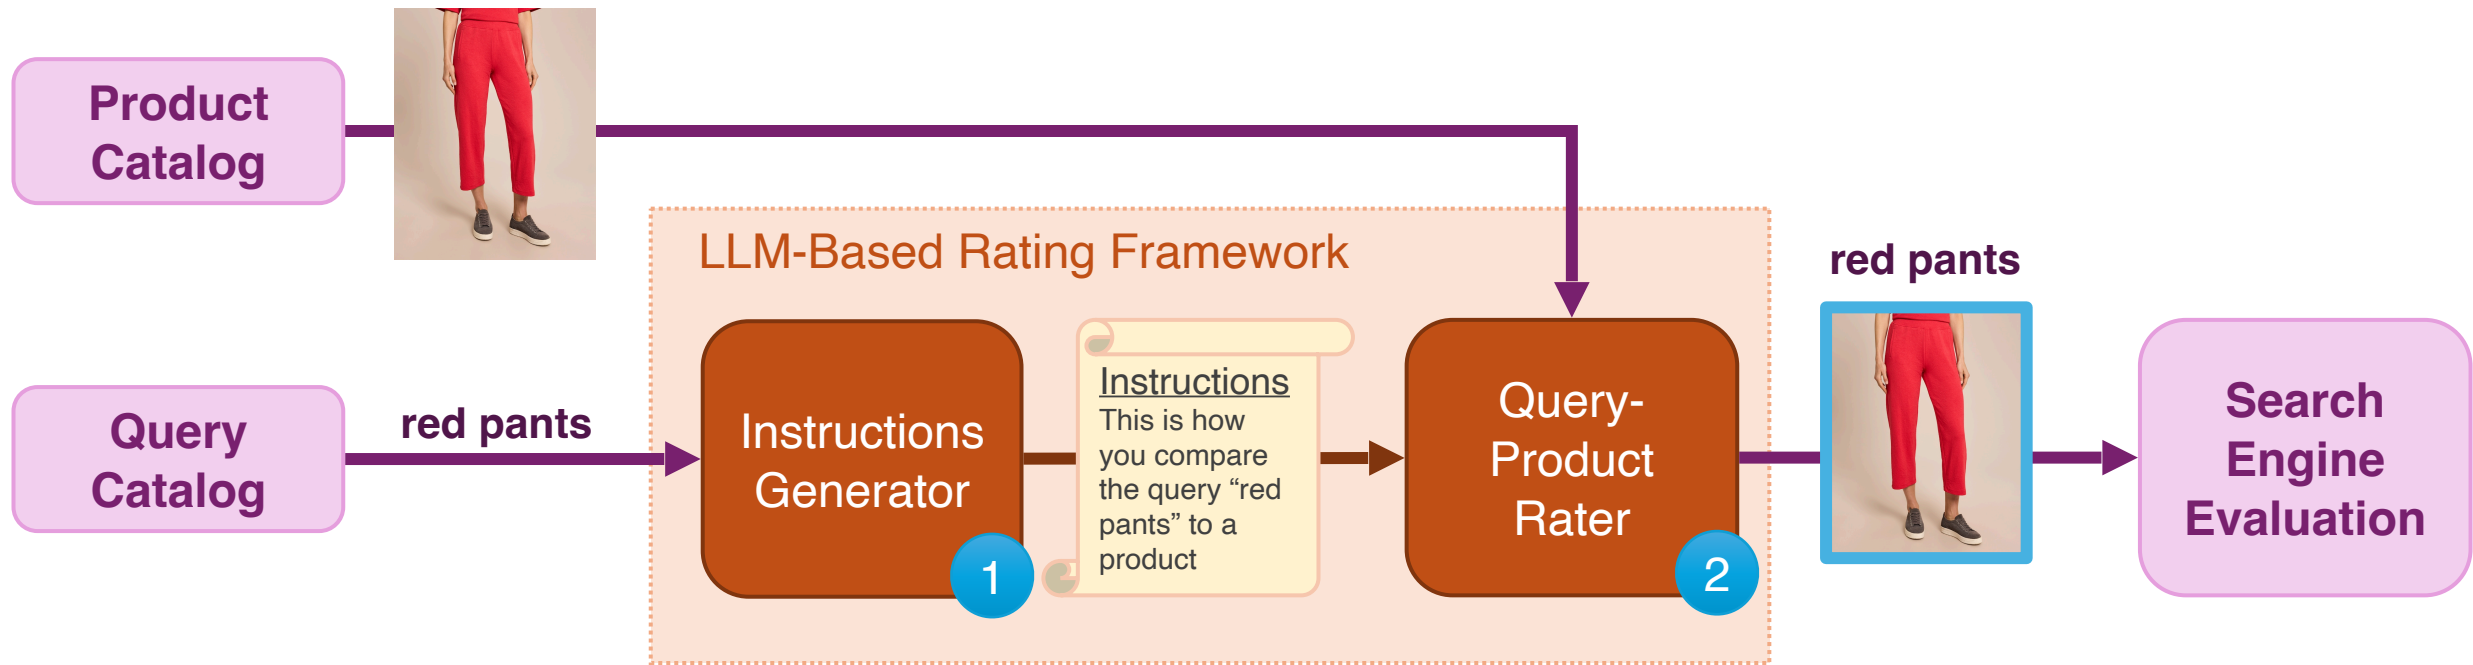 Product
Catalog
LLM-Based Rating Framework
red pants
Query
Catalog
red pants
Instructions
Generator
1
Instructions
This is how
you compare
the query “red
pants” to a
product
Query-
Product
Rater
2
Search
Engine
Evaluation